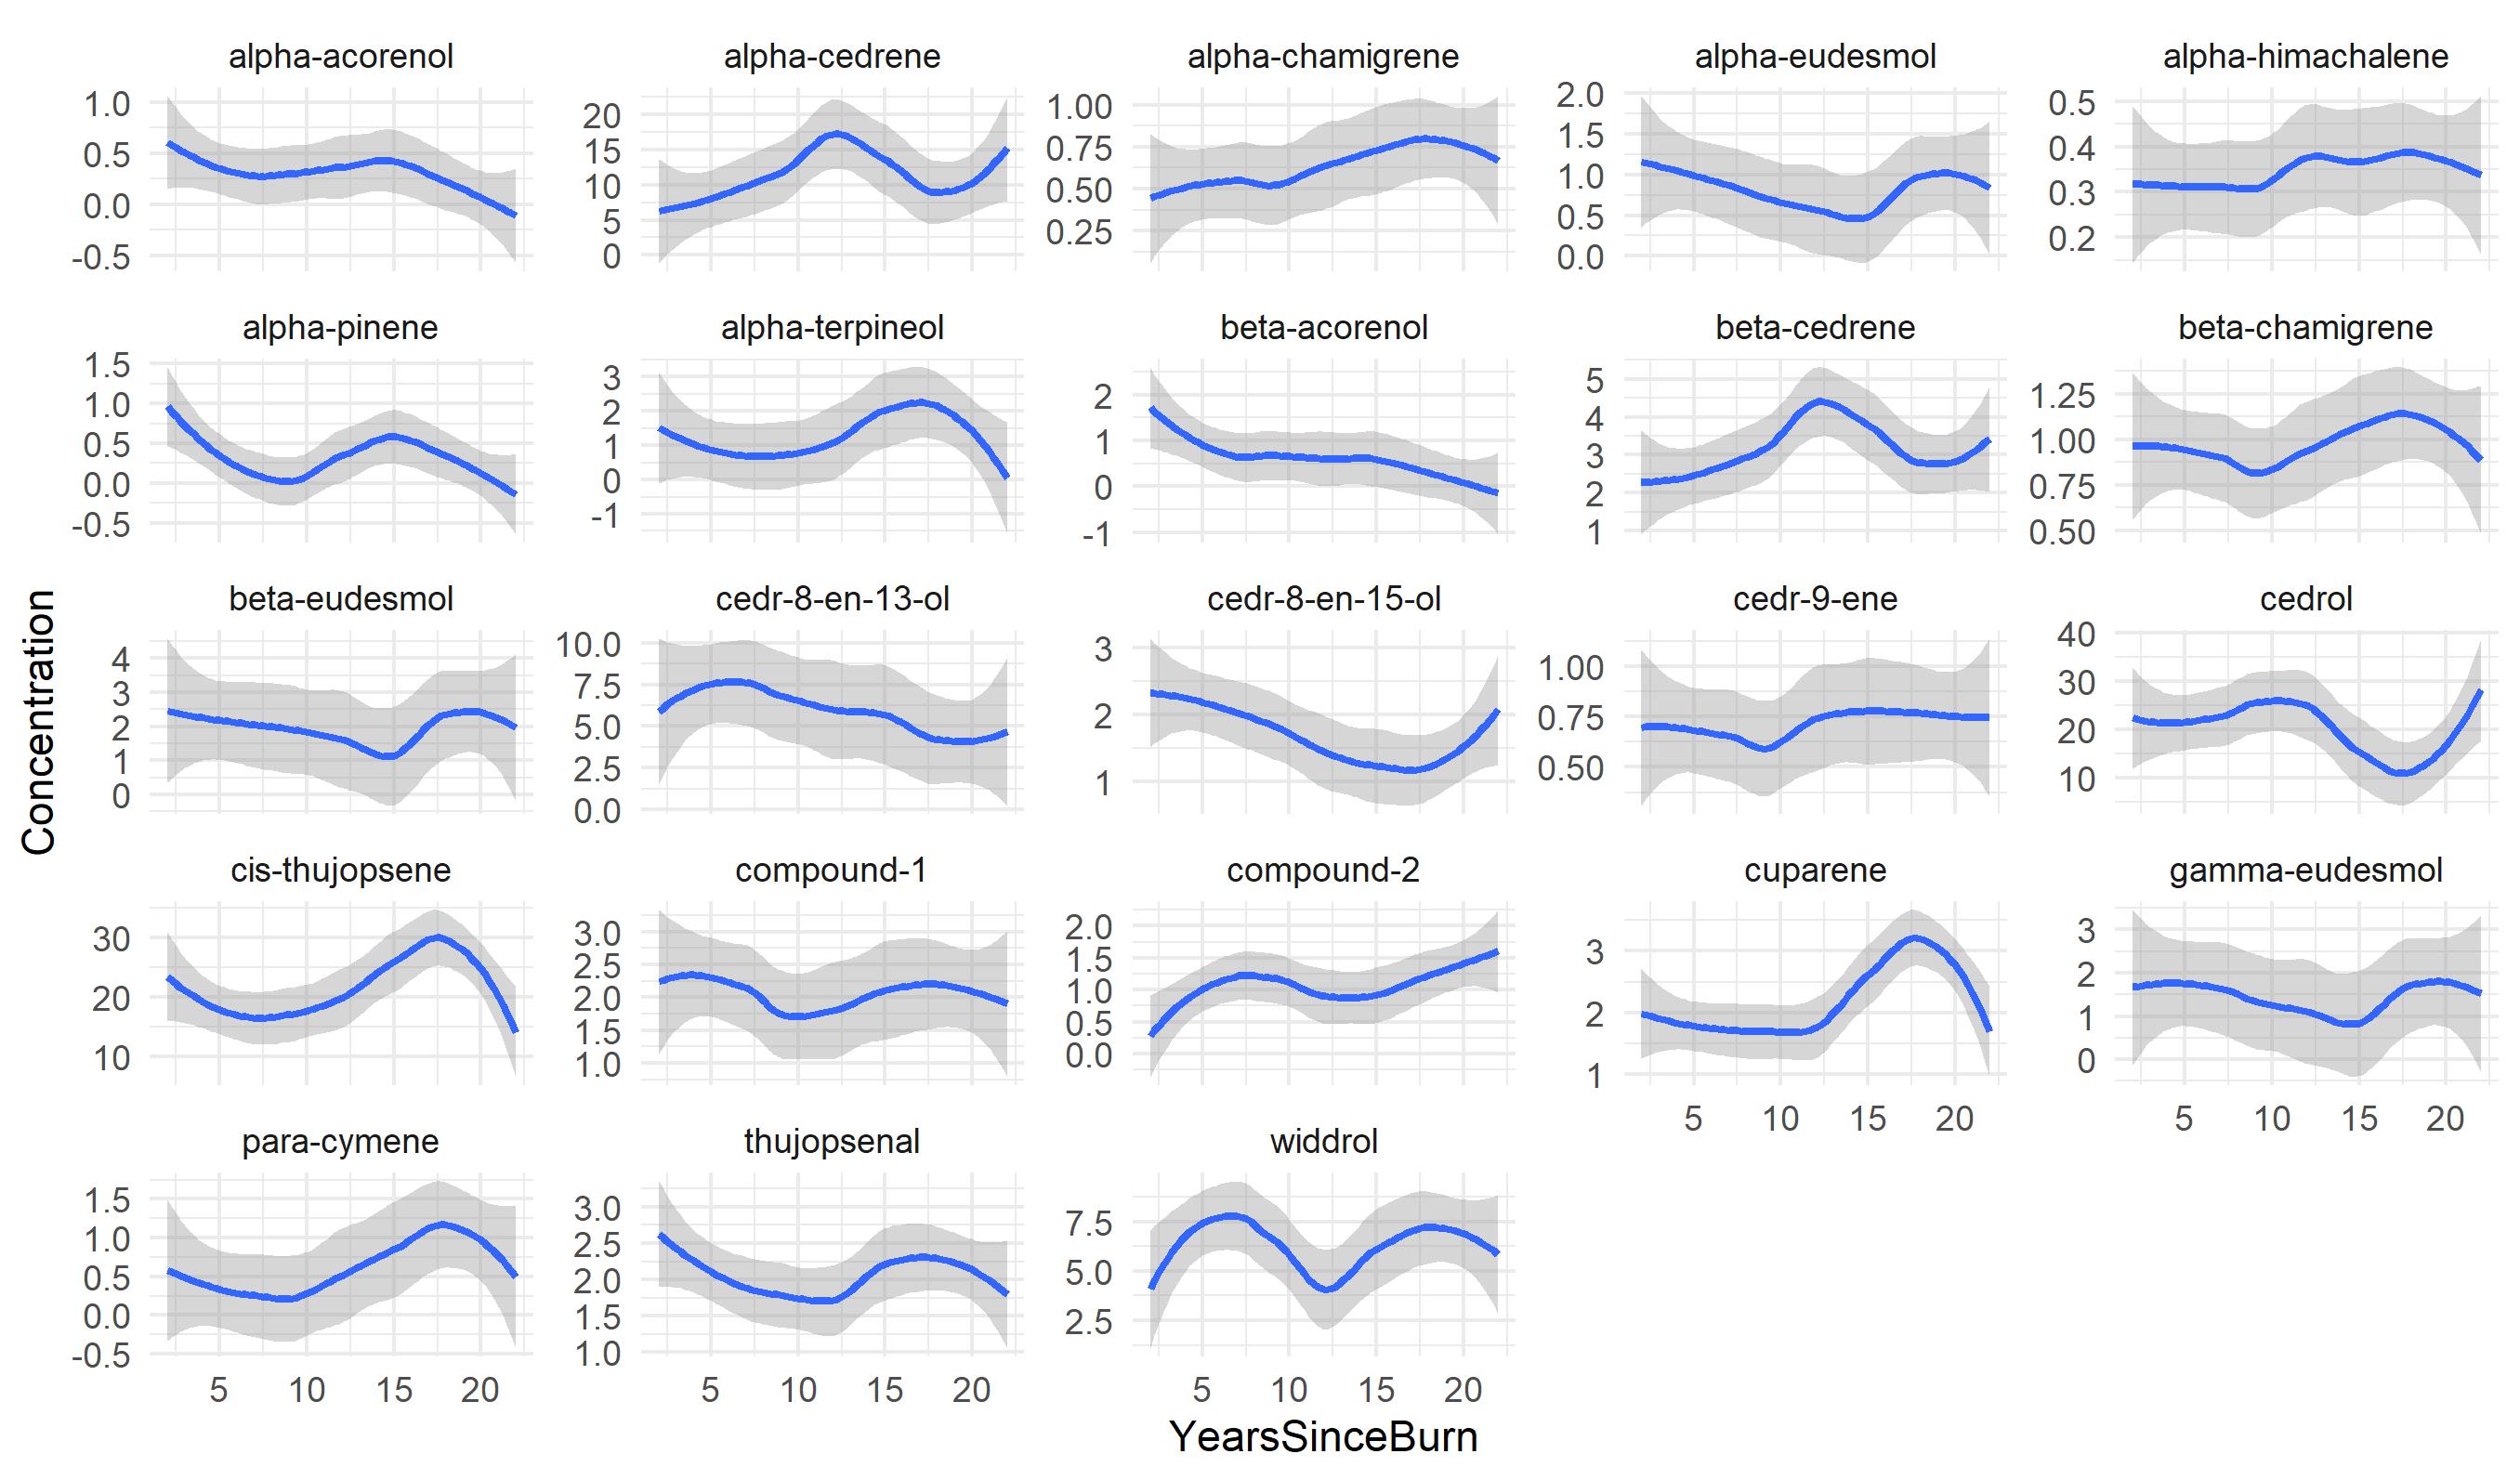 alpha-acorenol alpha-cedrene alpha-chamigrene alpha-eudesmol alpha-himachalene
1.0 0.5 0.0 -0.5
20 15 10 5 0
1.00 0.75 0.50 0.25
2.0 1.5 1.0 0.5 0.0
0.5 0.4 0.3 0.2
alpha-pinene alpha-terpineol beta-acorenol beta-cedrene beta-chamigrene
1.5 1.0 0.5 0.0 -0.5
3 2 1 0 -1
2 1 0 -1
5 4 3 2 1
1.25 1.00 0.75 0.50
Concentration
beta-eudesmol cedr-8-en-13-ol cedr-8-en-15-ol cedr-9-ene cedrol
4 3 2 1 0
10.0 7.5 5.0 2.5 0.0
3 2 1
1.00 0.75 0.50
40 30 20 10
cis-thujopsene compound-1 compound-2 cuparene gamma-eudesmol
30 20 10
3.0 2.5 2.0 1.5 1.0
2.0 1.5 1.0 0.5 0.0
3 2 1
3 2 1 0
5 10 15 20 5 10 15 20
para-cymene thujopsenal widdrol
1.5 1.0 0.5 0.0 -0.5
3.0 2.5 2.0 1.5 1.0
7.5 5.0 2.5
5 10 15 20 5 10 15 20 5 10 15 20
YearsSinceBurn